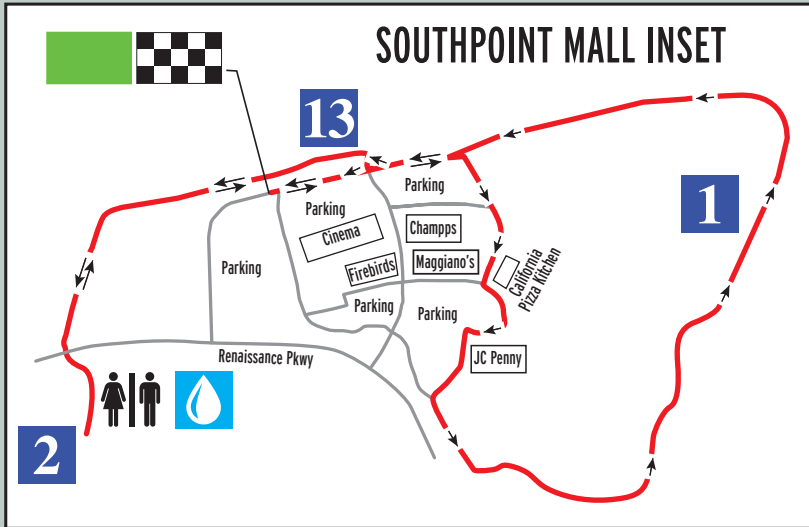 SOUTHPOINT MALL INSET
13
1
Parking
Parking
Cinema
Champps
Parking
Firebirds
Maggiano's
California
Pizza Kitchen
Parking
Parking
Renaissance Pkwy
JC Penny
2